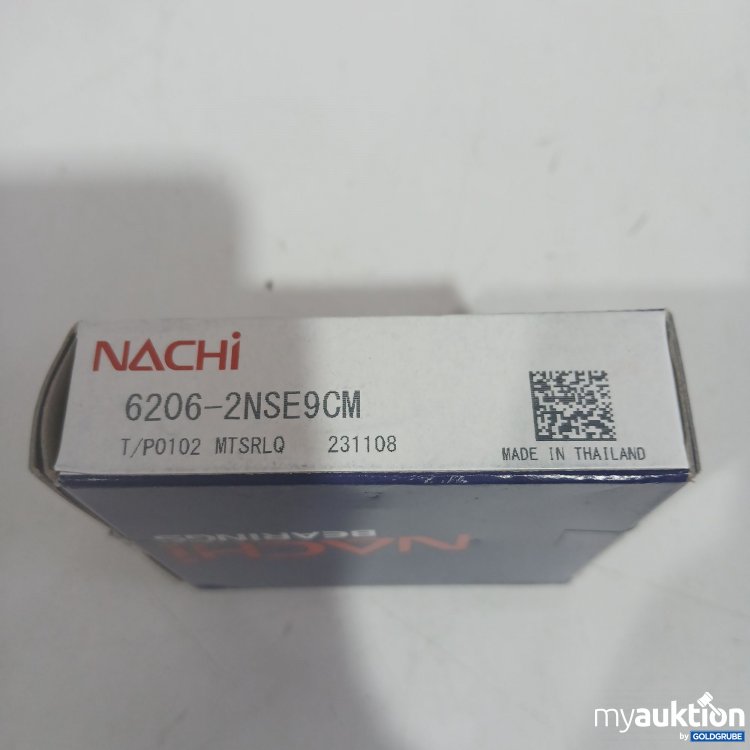 NACHi
6206-2NSE9CM
T/P0102 MTSRLQ 231108
MADE IN THAILAND
NACHi
BEARINGS
myauktion
by GOLDGRUBE